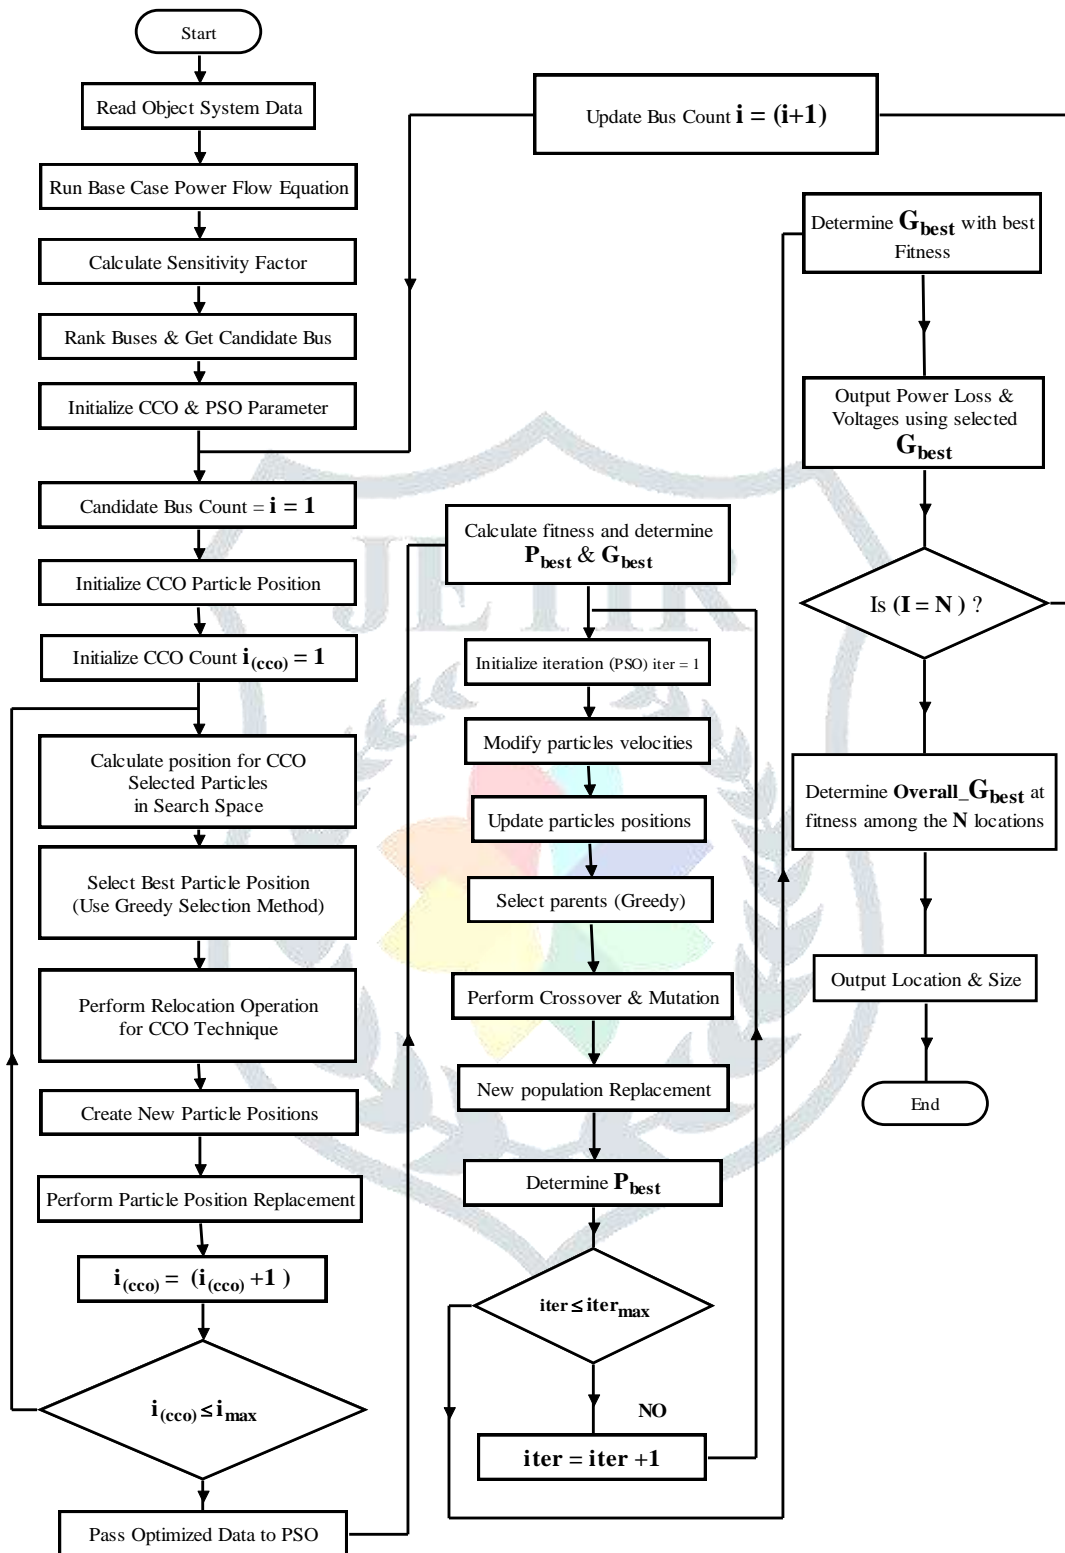 Start
Read Object System Data
Run Base Case Power Flow Equation
Calculate Sensitivity Factor
Rank Buses & Get Candidate Bus
Initialize CCO & PSO Parameter
Candidate Bus Count = i = 1
Initialize CCO Particle Position
Initialize CCO Count i(cco) = 1
Calculate position for CCO
Selected Particles
in Search Space
Select Best Particle Position
(Use Greedy Selection Method)
Perform Relocation Operation
for CCO Technique
Create New Particle Positions
Perform Particle Position Replacement
i(cco) = (i(cco) +1 )
i(cco) ≤ imax
Pass Optimized Data to PSO
Calculate fitness and determine
Pbest & Gbest
Initialize iteration (PSO) iter = 1
Modify particles velocities
Update particles positions
Select parents (Greedy)
Perform Crossover & Mutation
New population Replacement
Determine Pbest
iter ≤ itermax
NO
iter = iter +1
Update Bus Count i = (i+1)
Determine Gbest with best
Fitness
Output Power Loss &
Voltages using selected
Gbest
Is (I = N ) ?
Determine Overall_Gbest at
fitness among the N locations
Output Location & Size
End
JETIR